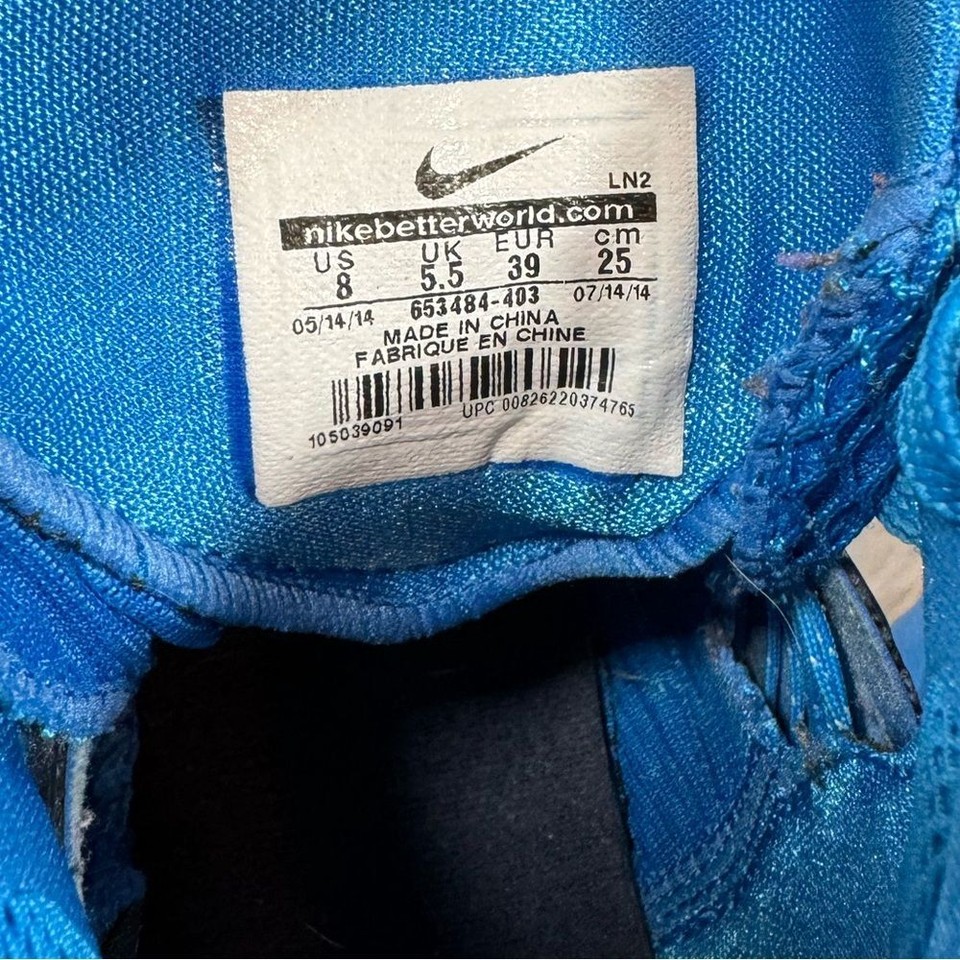 LN2
nikebetterworld.com
US UK EUR cm
8 5.5 39 25
05/14/14 653484-403 07/14/14
MADE IN CHINA
FABRIQUE EN CHINE
105039091 UPC 00826220374765